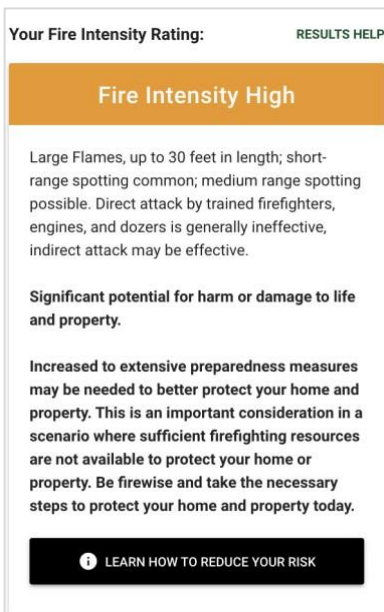 Your Fire Intensity Rating: RESULTS HELP
Fire Intensity High
Large Flames, up to 30 feet in length; short-
range spotting common; medium range spotting
possible. Direct attack by trained firefighters,
engines, and dozers is generally ineffective,
indirect attack may be effective.
Significant potential for harm or damage to life
and property.
Increased to extensive preparedness measures
may be needed to better protect your home and
property. This is an important consideration in a
scenario where sufficient firefighting resources
are not available to protect your home or
property. Be firewise and take the necessary
steps to protect your home and property today.
LEARN HOW TO REDUCE YOUR RISK